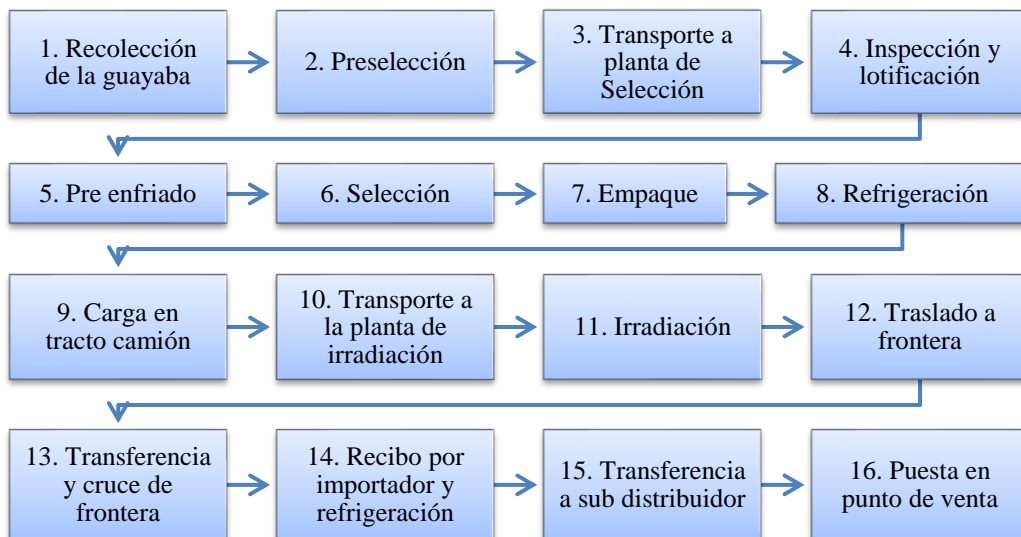 1. Recolección
de la guayaba
2. Preselección
3. Transporte a
planta de
Selección
4. Inspección y
lotificación
5. Pre enfriado
6. Selección
7. Empaque
8. Refrigeración
9. Carga en
tracto camión
10. Transporte a
la planta de
irradiación
11. Irradiación
12. Traslado a
frontera
13. Transferencia
y cruce de
frontera
14. Recibo por
importador y
refrigeración
15. Transferencia
a sub distribuidor
16. Puesta en
punto de venta